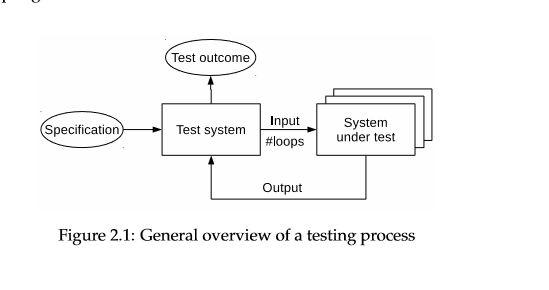 Test outcome
Specification
Test system
Input
#loops
System
under test
Output
Figure 2.1: General overview of a testing process